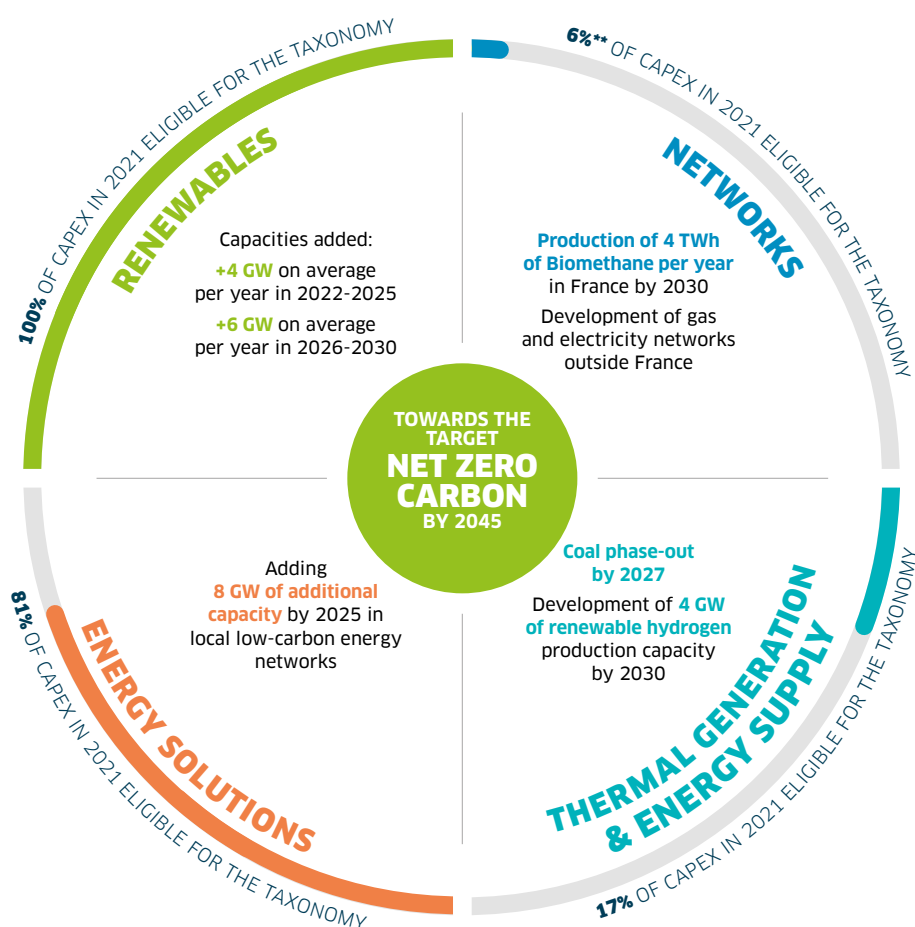 100% OF CAPEX IN 2021 ELIGIBLE FOR THE TAXONOMY
RENEWABLES
Capacities added:
+4 GW on average
per year in 2022-2025
+6 GW on average
per year in 2026-2030
6%** OF CAPEX IN 2021 ELIGIBLE FOR THE TAXONOMY
NETWORKS
Production of 4 TWh
of Biomethane per year
in France by 2030
Development of gas
and electricity networks
outside France
TOWARDS THE
TARGET
NET ZERO
CARBON
BY 2045
Adding
8 GW of additional
capacity by 2025 in
local low-carbon energy
networks
ENERGY SOLUTIONS
81% OF CAPEX IN 2021 ELIGIBLE FOR THE TAXONOMY
Coal phase-out
by 2027
Development of 4 GW
of renewable hydrogen
production capacity
by 2030
THERMAL GENERATION
& ENERGY SUPPLY
17% OF CAPEX IN 2021 ELIGIBLE FOR THE TAXONOMY